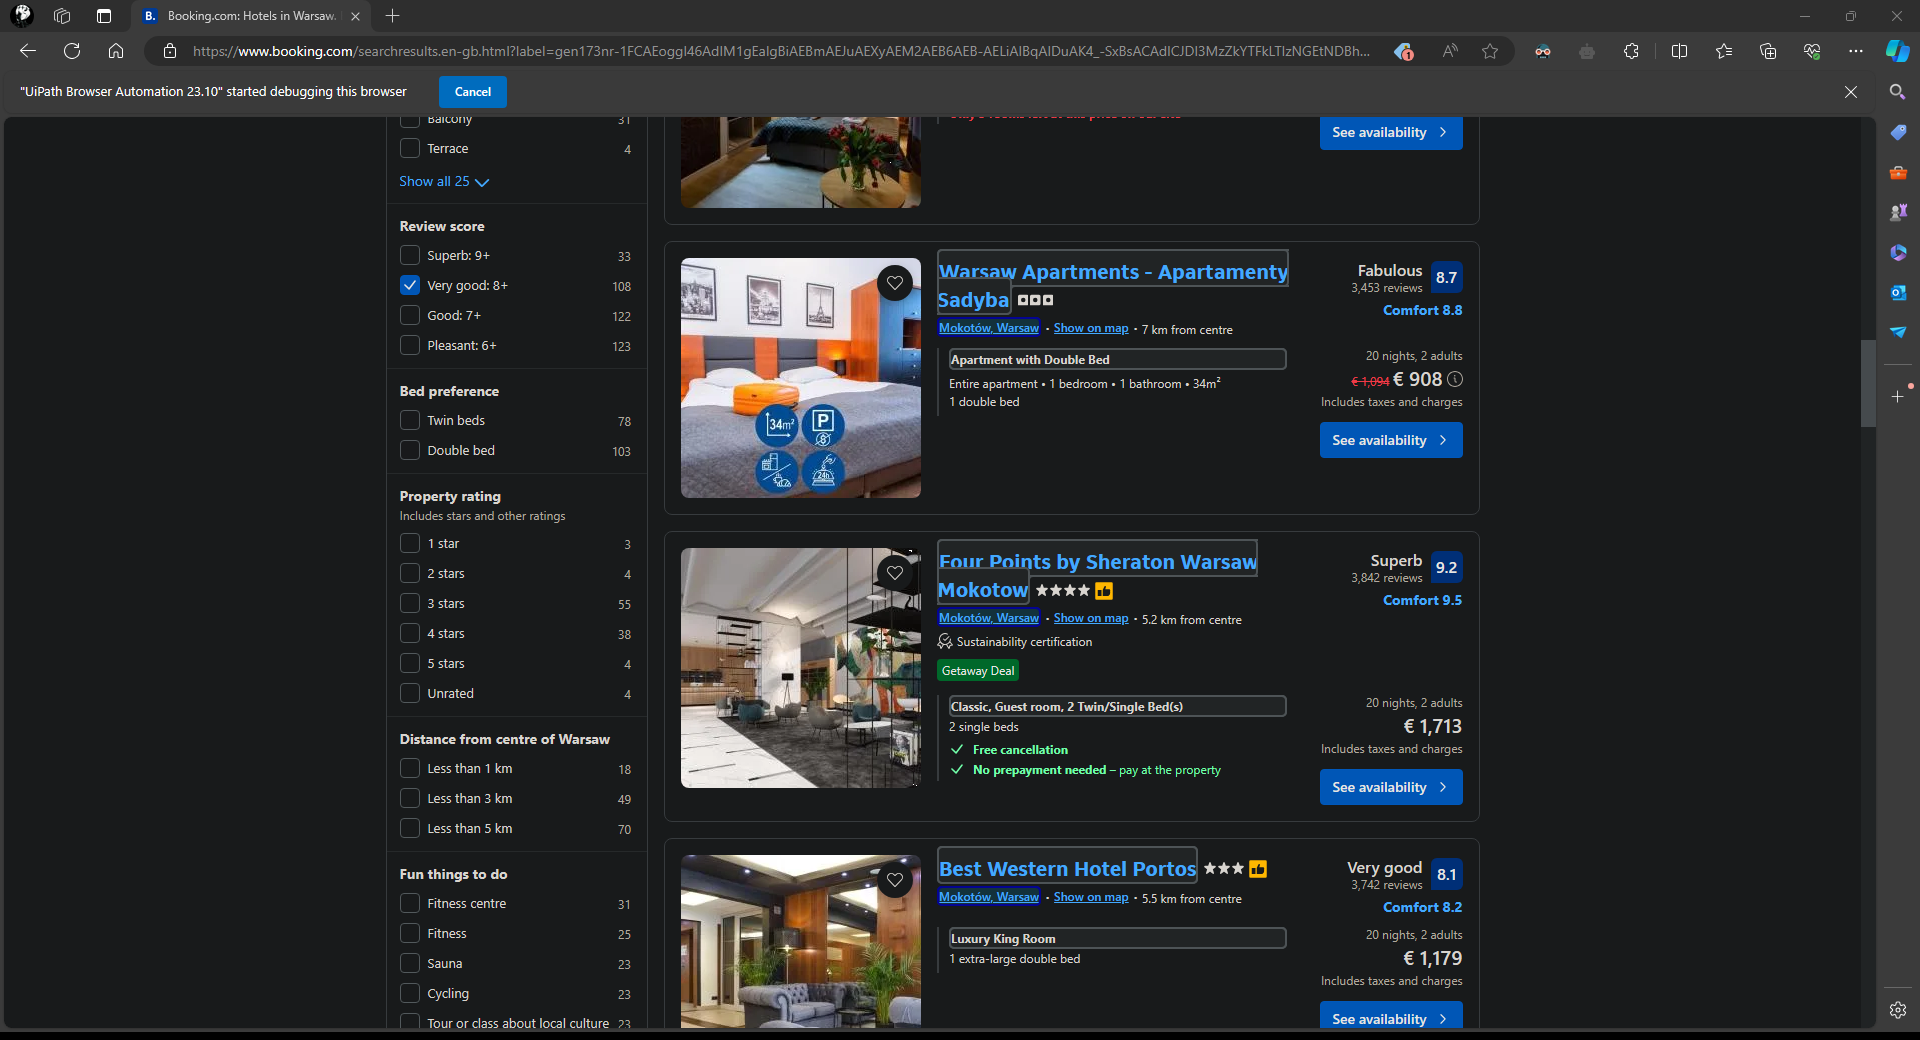 Booking.com: Hotels in Warsaw.
https://www.booking.com/searchresults.en-gb.html?label=gen173nr-1FCAEoggI46AdIM1gEaIgBiAEBmAEJuAEXyAEM2AEB6AEB-AELiAIBqAIDuAK4_-SxBsACAdICJDI3MzZkYTFkLTIzNGEtNDBh...
1
"UiPath Browser Automation 23.10" started debugging this browser
Cancel
Balcony 31
Terrace 4
Show all 25
Review score
Superb: 9+ 33
Very good: 8+ 108
Good: 7+ 122
Pleasant: 6+ 123
Bed preference
Twin beds 78
Double bed 103
Property rating
Includes stars and other ratings
1 star 3
2 stars 4
3 stars 55
4 stars 38
5 stars 4
Unrated 4
Distance from centre of Warsaw
Less than 1 km 18
Less than 3 km 49
Less than 5 km 70
Fun things to do
Fitness centre 31
Fitness 25
Sauna 23
Cycling 23
Tour or class about local culture 23
See availability
Warsaw Apartments - Apartamenty
Sadyba
Mokotów, Warsaw • Show on map • 7 km from centre
Apartment with Double Bed
Entire apartment • 1 bedroom • 1 bathroom • 34m²
1 double bed
34m²
P
24h
Fabulous 8.7
3,453 reviews
Comfort 8.8
20 nights, 2 adults
€ 1,094 € 908
Includes taxes and charges
See availability
Four Points by Sheraton Warsaw
Mokotow
Mokotów, Warsaw • Show on map • 5.2 km from centre
Sustainability certification
Getaway Deal
Classic, Guest room, 2 Twin/Single Bed(s)
2 single beds
Free cancellation
No prepayment needed – pay at the property
Superb 9.2
3,842 reviews
Comfort 9.5
20 nights, 2 adults
€ 1,713
Includes taxes and charges
See availability
Best Western Hotel Portos
Mokotów, Warsaw • Show on map • 5.5 km from centre
Luxury King Room
1 extra-large double bed
Very good 8.1
3,742 reviews
Comfort 8.2
20 nights, 2 adults
€ 1,179
Includes taxes and charges
See availability